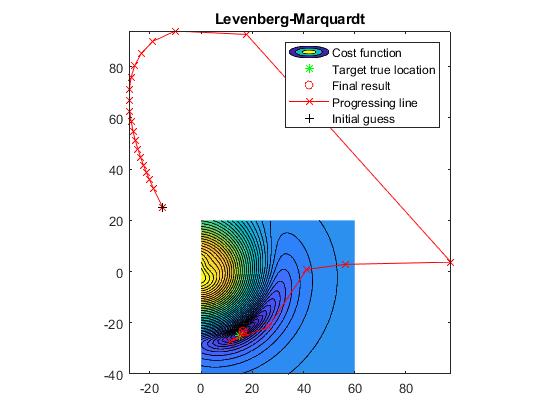 Levenberg-Marquardt
Cost function
Target true location
Final result
Progressing line
Initial guess
80
60
40
20
0
-20
-40
-20 0 20 40 60 80